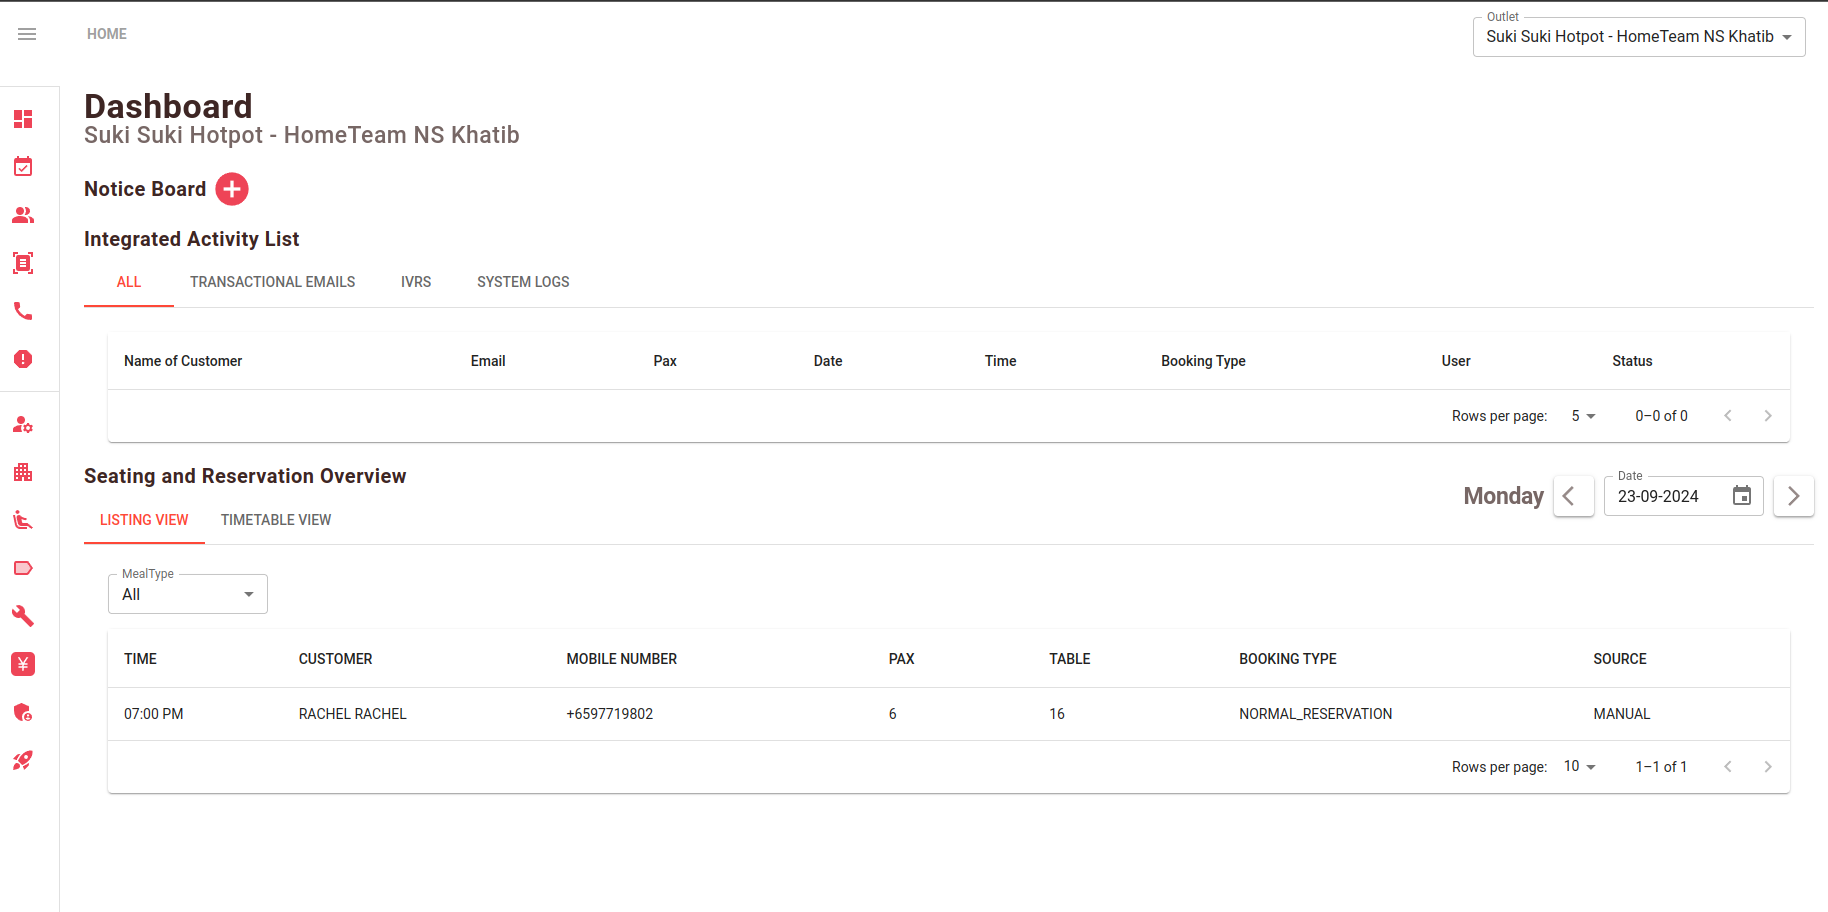 HOME
Outlet
Suki Suki Hotpot - HomeTeam NS Khatib
Dashboard
Suki Suki Hotpot - HomeTeam NS Khatib
Notice Board
Integrated Activity List
ALL TRANSACTIONAL EMAILS IVRS SYSTEM LOGS
Name of Customer Email Pax Date Time Booking Type User Status
Rows per page: 5 0–0 of 0
Seating and Reservation Overview
Monday
Date
23-09-2024
LISTING VIEW TIMETABLE VIEW
MealType
All
TIME CUSTOMER MOBILE NUMBER PAX TABLE BOOKING TYPE SOURCE
07:00 PM RACHEL RACHEL +6597719802 6 16 NORMAL_RESERVATION MANUAL
Rows per page: 10 1–1 of 1